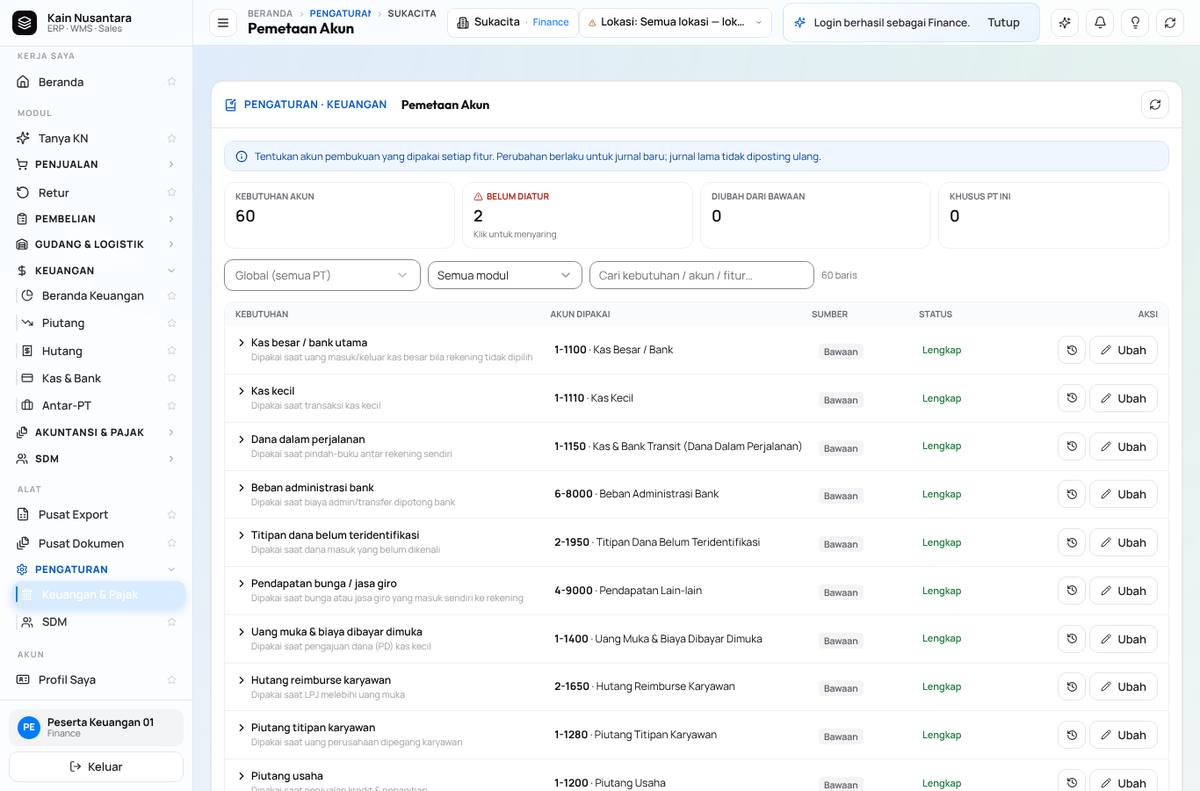 Kain Nusantara
ERP · WMS · Sales
KERJA SAYA
Beranda
MODUL
Tanya KN
PENJUALAN
Retur
PEMBELIAN
GUDANG & LOGISTIK
KEUANGAN
Beranda Keuangan
Piutang
Hutang
Kas & Bank
Antar-PT
AKUNTANSI & PAJAK
SDM
ALAT
Pusat Export
Pusat Dokumen
PENGATURAN
Keuangan & Pajak
SDM
AKUN
Profil Saya
PE
Peserta Keuangan 01
Finance
Keluar
BERANDA › PENGATURAN › SUKACITA
Pemetaan Akun
Sukacita · Finance
Lokasi: Semua lokasi — lok...
Login berhasil sebagai Finance. Tutup
PENGATURAN · KEUANGAN Pemetaan Akun
Tentukan akun pembukuan yang dipakai setiap fitur. Perubahan berlaku untuk jurnal baru; jurnal lama tidak diposting ulang.
KEBUTUHAN AKUN
60
BELUM DIATUR
2
Klik untuk menyaring
DIUBAH DARI BAWAAN
0
KHUSUS PT INI
0
Global (semua PT) Semua modul Cari kebutuhan / akun / fitur... 60 baris
KEBUTUHAN AKUN DIPAKAI SUMBER STATUS AKSI
Kas besar / bank utama 1-1100 · Kas Besar / Bank Bawaan Lengkap Ubah
Dipakai saat uang masuk/keluar kas besar bila rekening tidak dipilih
Kas kecil 1-1110 · Kas Kecil Bawaan Lengkap Ubah
Dipakai saat transaksi kas kecil
Dana dalam perjalanan 1-1150 · Kas & Bank Transit (Dana Dalam Perjalanan) Bawaan Lengkap Ubah
Dipakai saat pindah-buku antar rekening sendiri
Beban administrasi bank 6-8000 · Beban Administrasi Bank Bawaan Lengkap Ubah
Dipakai saat biaya admin/transfer dipotong bank
Titipan dana belum teridentifikasi 2-1950 · Titipan Dana Belum Teridentifikasi Bawaan Lengkap Ubah
Dipakai saat dana masuk yang belum dikenali
Pendapatan bunga / jasa giro 4-9000 · Pendapatan Lain-lain Bawaan Lengkap Ubah
Dipakai saat bunga atau jasa giro yang masuk sendiri ke rekening
Uang muka & biaya dibayar dimuka 1-1400 · Uang Muka & Biaya Dibayar Dimuka Bawaan Lengkap Ubah
Dipakai saat pengajuan dana (PD) kas kecil
Hutang reimburse karyawan 2-1650 · Hutang Reimburse Karyawan Bawaan Lengkap Ubah
Dipakai saat LPJ melebihi uang muka
Piutang titipan karyawan 1-1280 · Piutang Titipan Karyawan Bawaan Lengkap Ubah
Dipakai saat uang perusahaan dipegang karyawan
Piutang usaha 1-1200 · Piutang Usaha Bawaan Lengkap Ubah
Dipakai saat penjualan kredit & penagihan